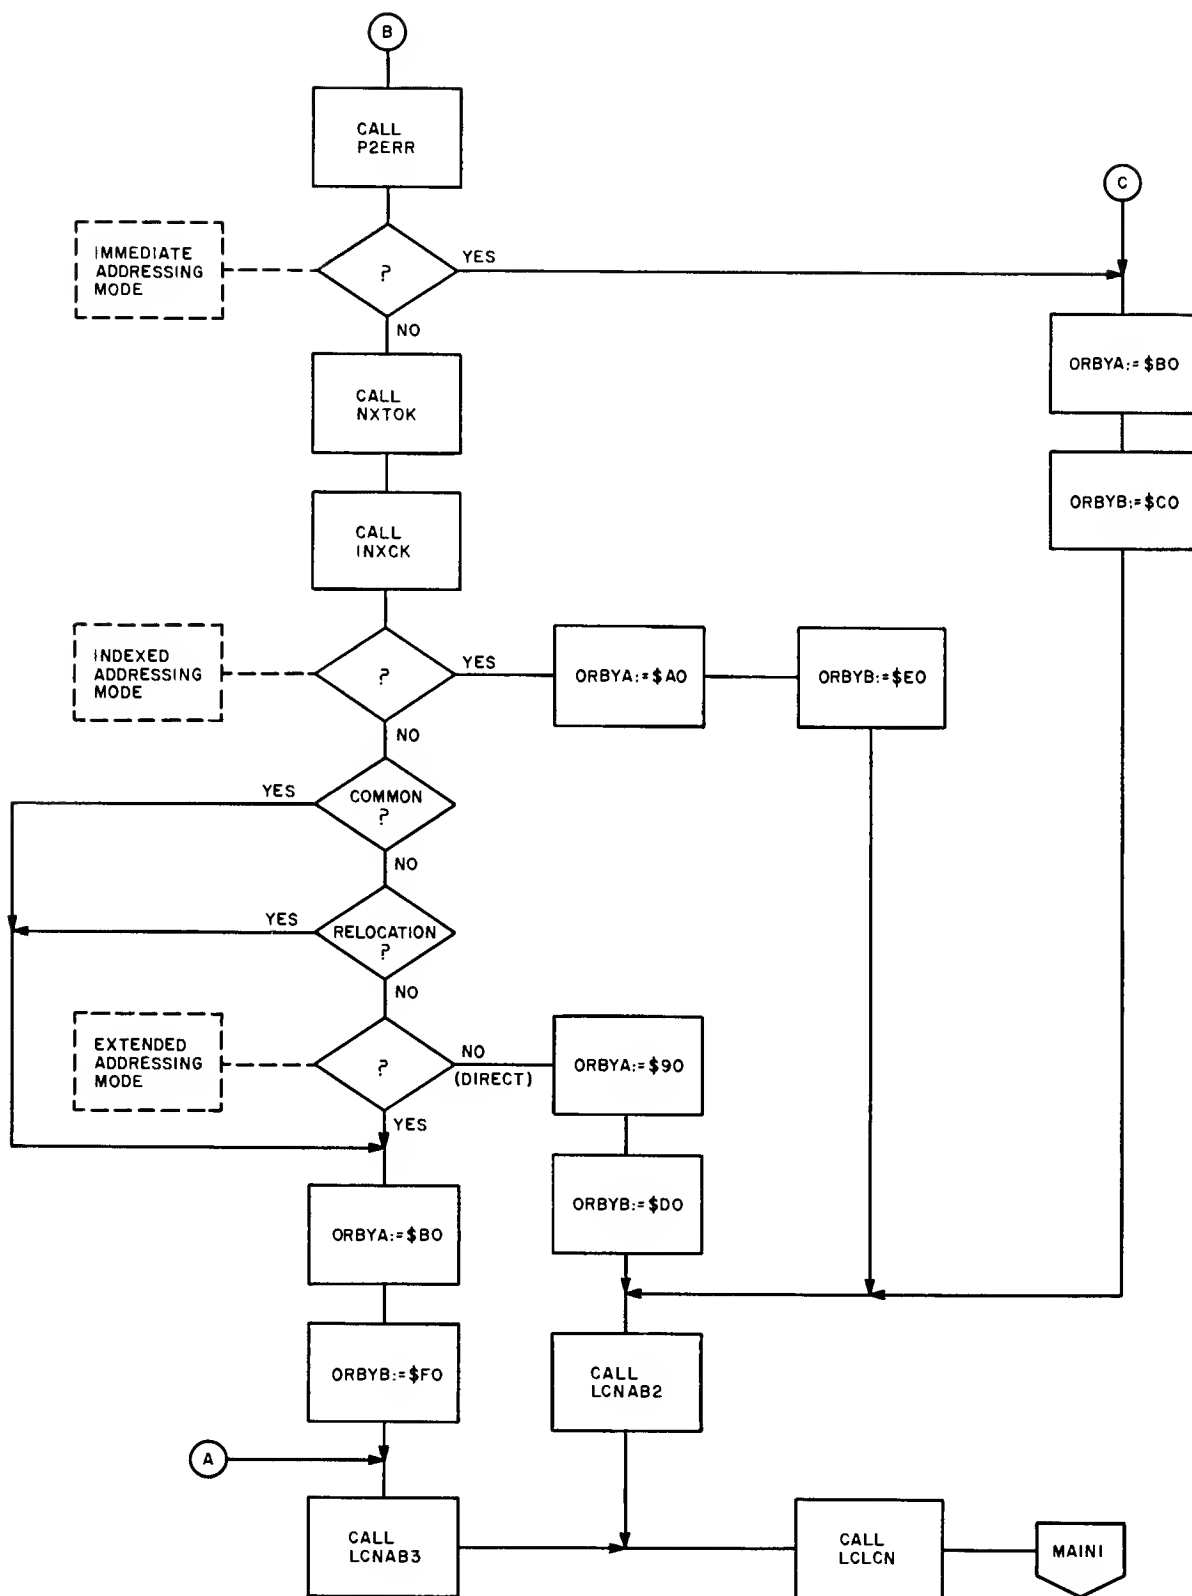 B
CALL
P2ERR
C
IMMEDIATE
ADDRESSING
MODE
?
YES
NO
ORBYA:=$B0
CALL
NXTOK
ORBYB:=$C0
CALL
INXCK
INDEXED
ADDRESSING
MODE
?
YES
ORBYA:=$A0
ORBYB:=$E0
NO
YES
COMMON
?
NO
YES
RELOCATION
?
NO
EXTENDED
ADDRESSING
MODE
?
NO
(DIRECT)
ORBYA:=$90
YES
ORBYB:=$D0
ORBYA:=$B0
ORBYB:=$F0
CALL
LCNAB2
A
CALL
LCNAB3
CALL
LCLCN
MAIN1